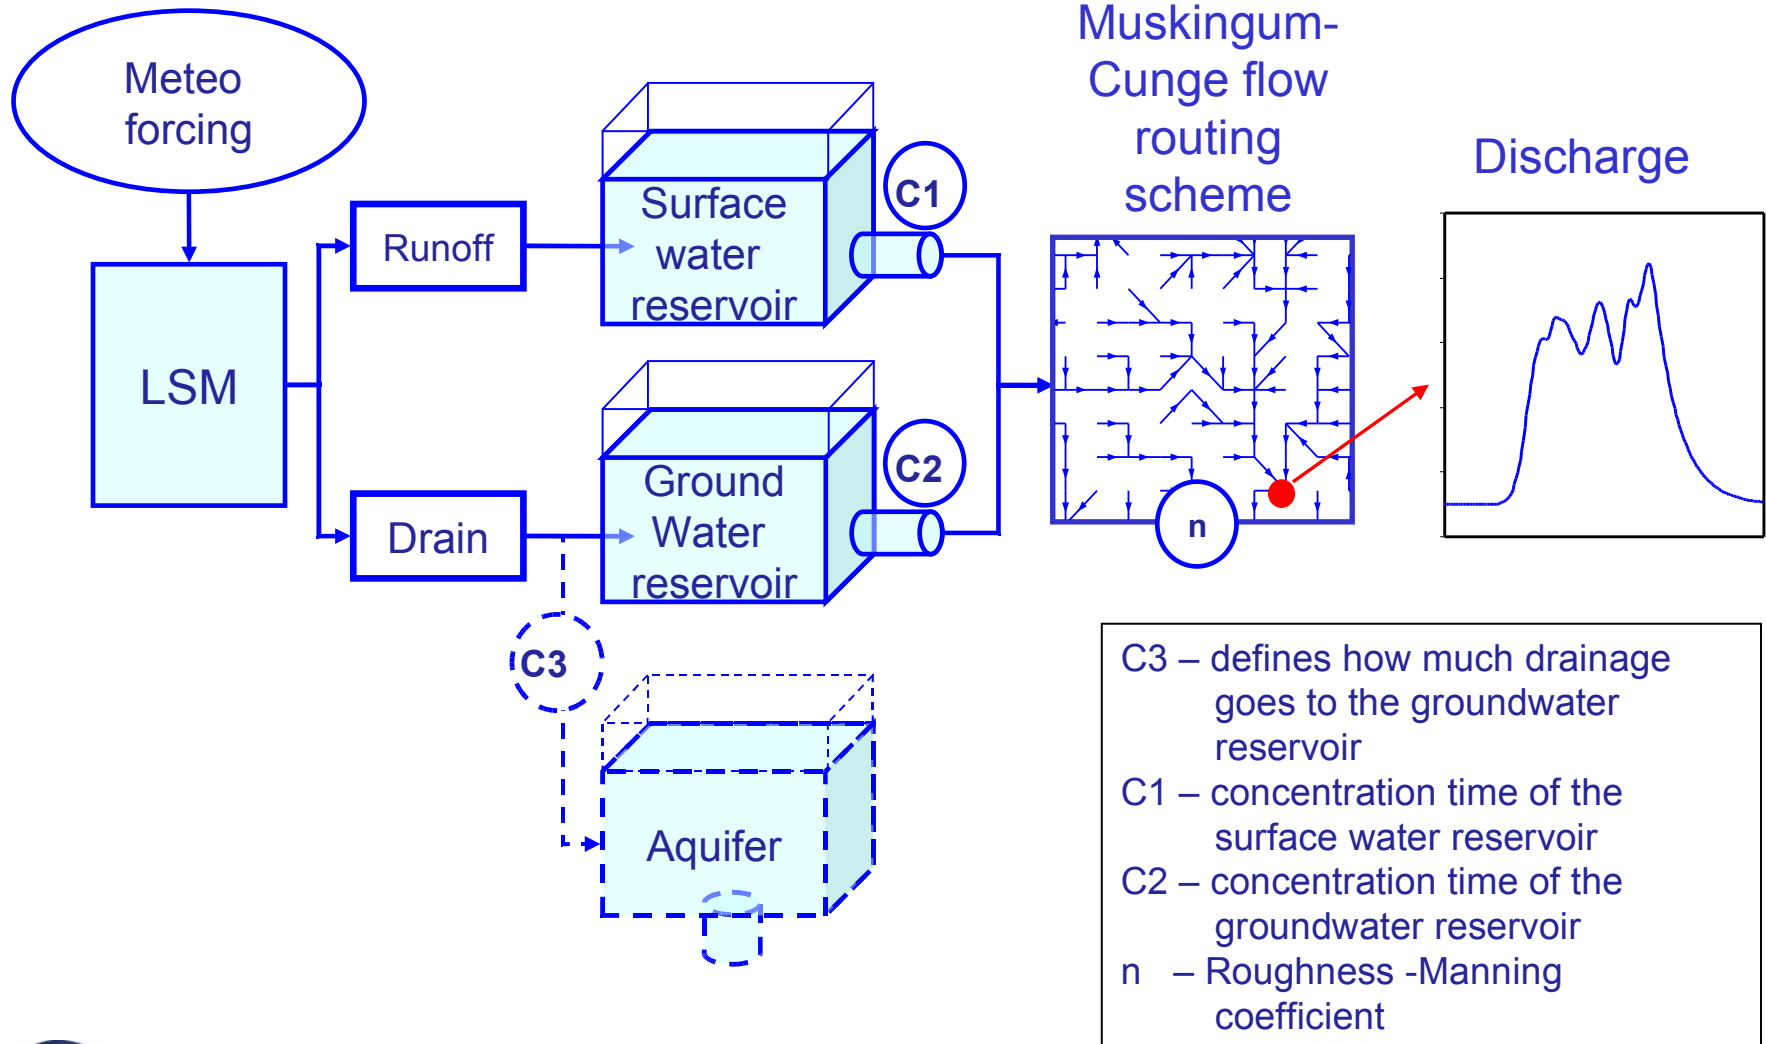 Meteo
forcing
LSM
Runoff
Drain
Surface
water
reservoir
C1
Ground
Water
reservoir
C2
C3
Aquifer
Muskingum-
Cunge flow
routing
scheme
n
Discharge
C3 – defines how much drainage
goes to the groundwater
reservoir
C1 – concentration time of the
surface water reservoir
C2 – concentration time of the
groundwater reservoir
n – Roughness -Manning
coefficient